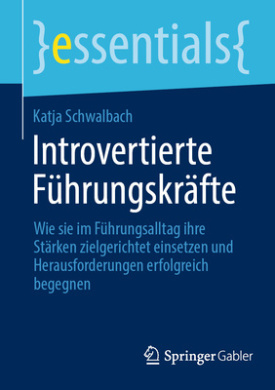 }essentials{
Katja Schwalbach
Introvertierte
Führungskräfte
Wie sie im Führungsalltag ihre
Stärken zielgerichtet einsetzen und
Herausforderungen erfolgreich
begegnen
Springer Gabler